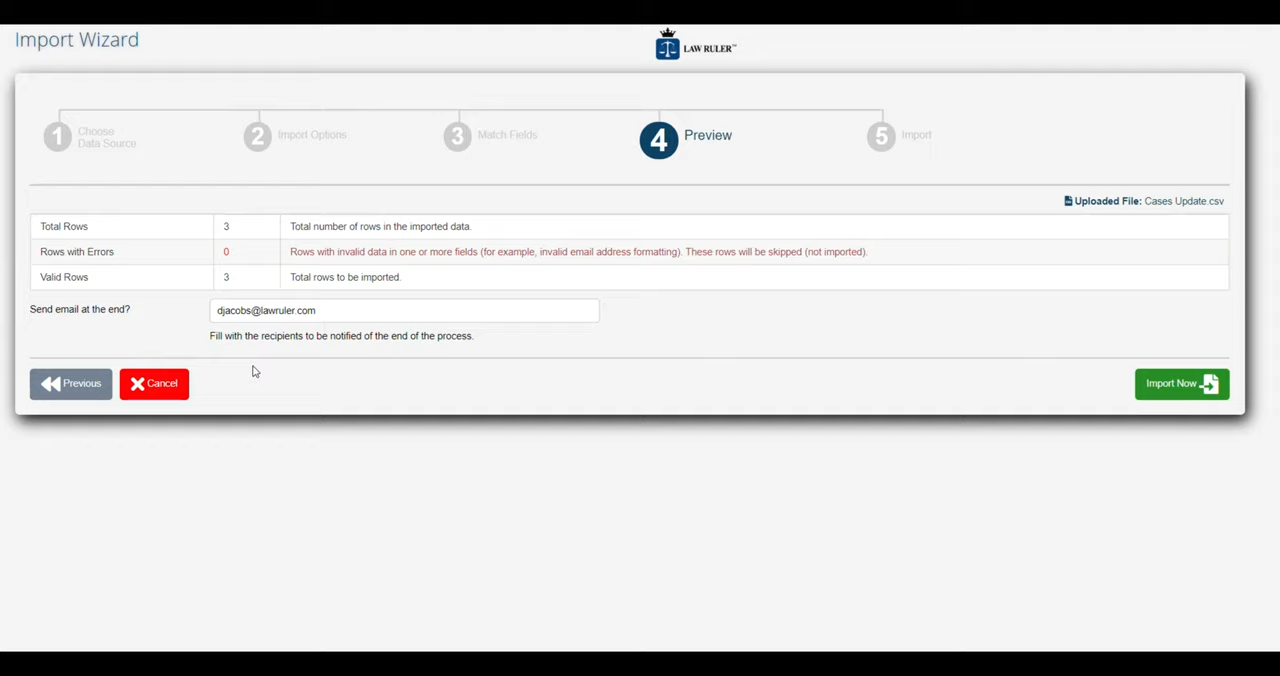 Import Wizard
LAW RULER™
1 Choose
Data Source
2 Import Options
3 Match Fields
4 Preview
5 Import
Uploaded File: Cases Update.csv
Total Rows 3 Total number of rows in the imported data.
Rows with Errors 0 Rows with invalid data in one or more fields (for example, invalid email address formatting). These rows will be skipped (not imported).
Valid Rows 3 Total rows to be imported.
Send email at the end? djacobs@lawruler.com
Fill with the recipients to be notified of the end of the process.
Previous Cancel Import Now